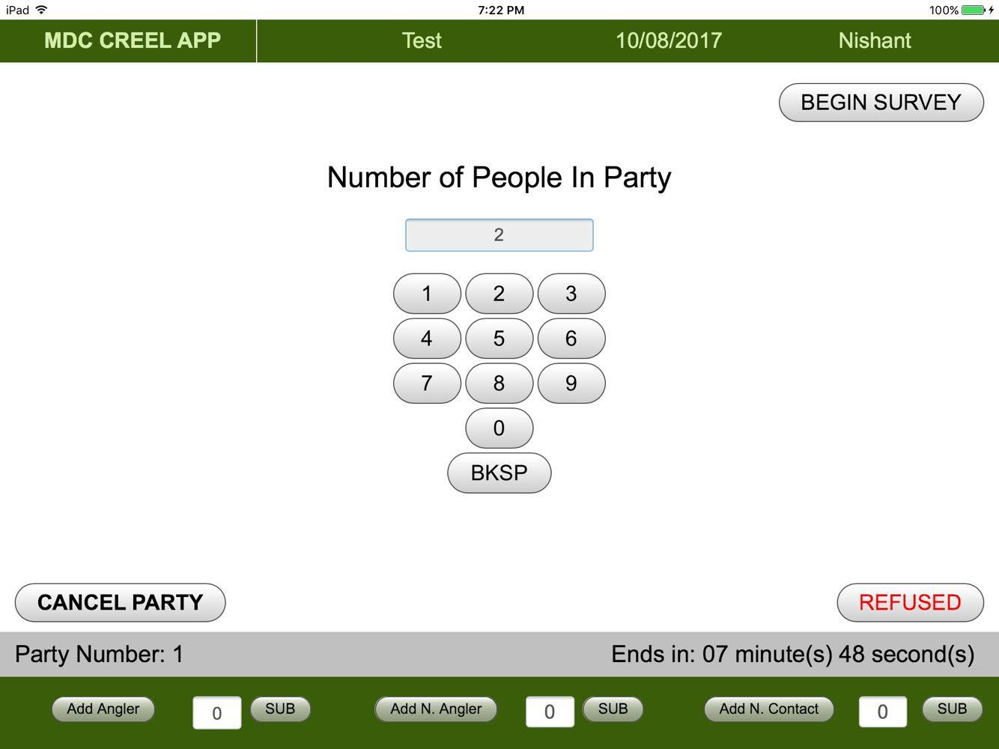 iPad 7:22 PM 100%
MDC CREEL APP Test 10/08/2017 Nishant
BEGIN SURVEY
Number of People In Party
2
1 2 3
4 5 6
7 8 9
0
BKSP
CANCEL PARTY REFUSED
Party Number: 1 Ends in: 07 minute(s) 48 second(s)
Add Angler 0 SUB Add N. Angler 0 SUB Add N. Contact 0 SUB